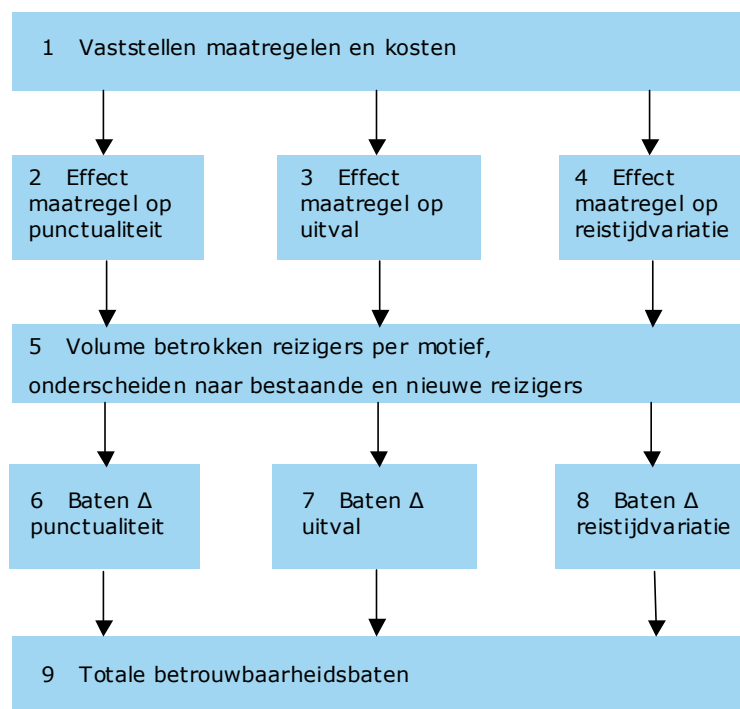 1 Vaststellen maatregelen en kosten
2 Effect
maatregel op
punctualiteit
3 Effect
maatregel op
uitval
4 Effect
maatregel op
reistijdvariatie
5 Volume betrokken reizigers per motief,
onderscheiden naar bestaande en nieuwe reizigers
6 Baten Δ
punctualiteit
7 Baten Δ
uitval
8 Baten Δ
reistijdvariatie
9 Totale betrouwbaarheidsbaten